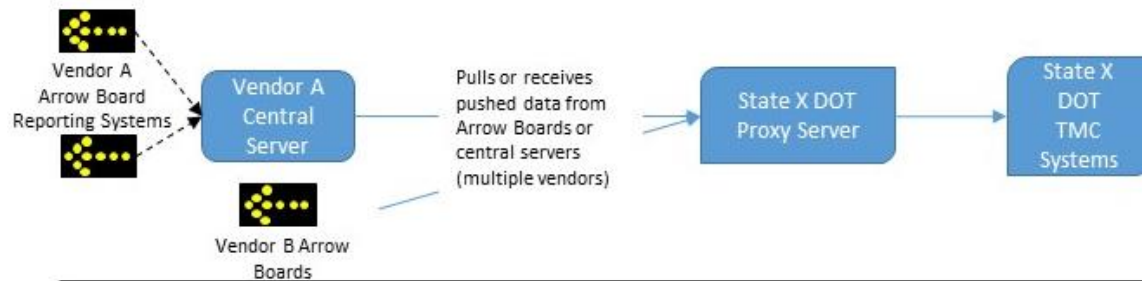 Vendor A
Arrow Board
Reporting Systems
Vendor A
Central
Server
Vendor B Arrow
Boards
Pulls or receives
pushed data from
Arrow Boards or
central servers
(multiple vendors)
State X DOT
Proxy Server
State X
DOT
TMC
Systems